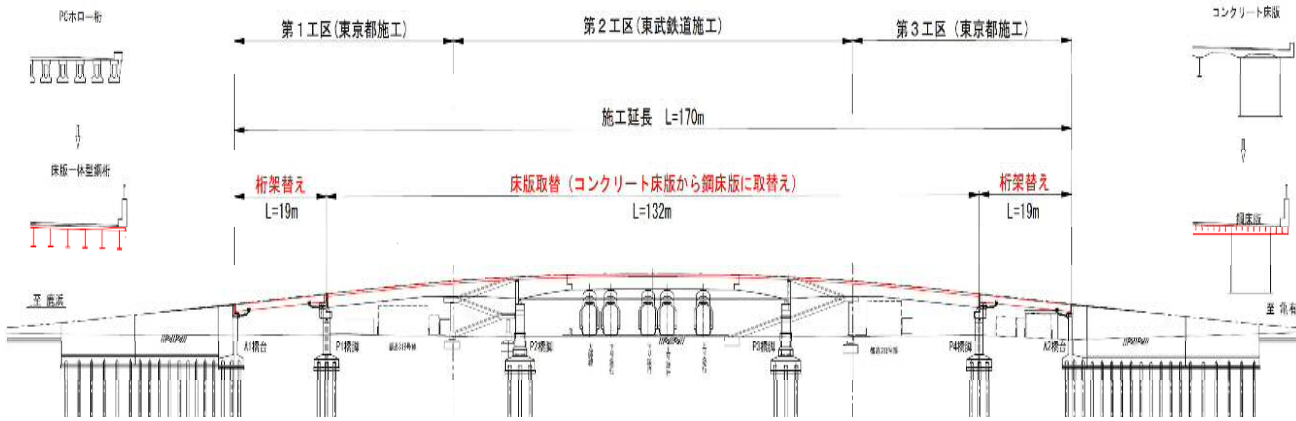 PCホロー桁
第1工区(東京都施工)
第2工区(東武鉄道施工)
第3工区(東京都施工)
コンクリート床版
施工延長 L=170m
床版一体型鋼桁
桁架替え
L=19m
床版取替(コンクリート床版から鋼床版に取替え)
L=132m
桁架替え
L=19m
鋼床版
至 鹿浜
至 亀有
A1橋台
P1橋脚
P2橋脚
P3橋脚
P4橋脚
A2橋台